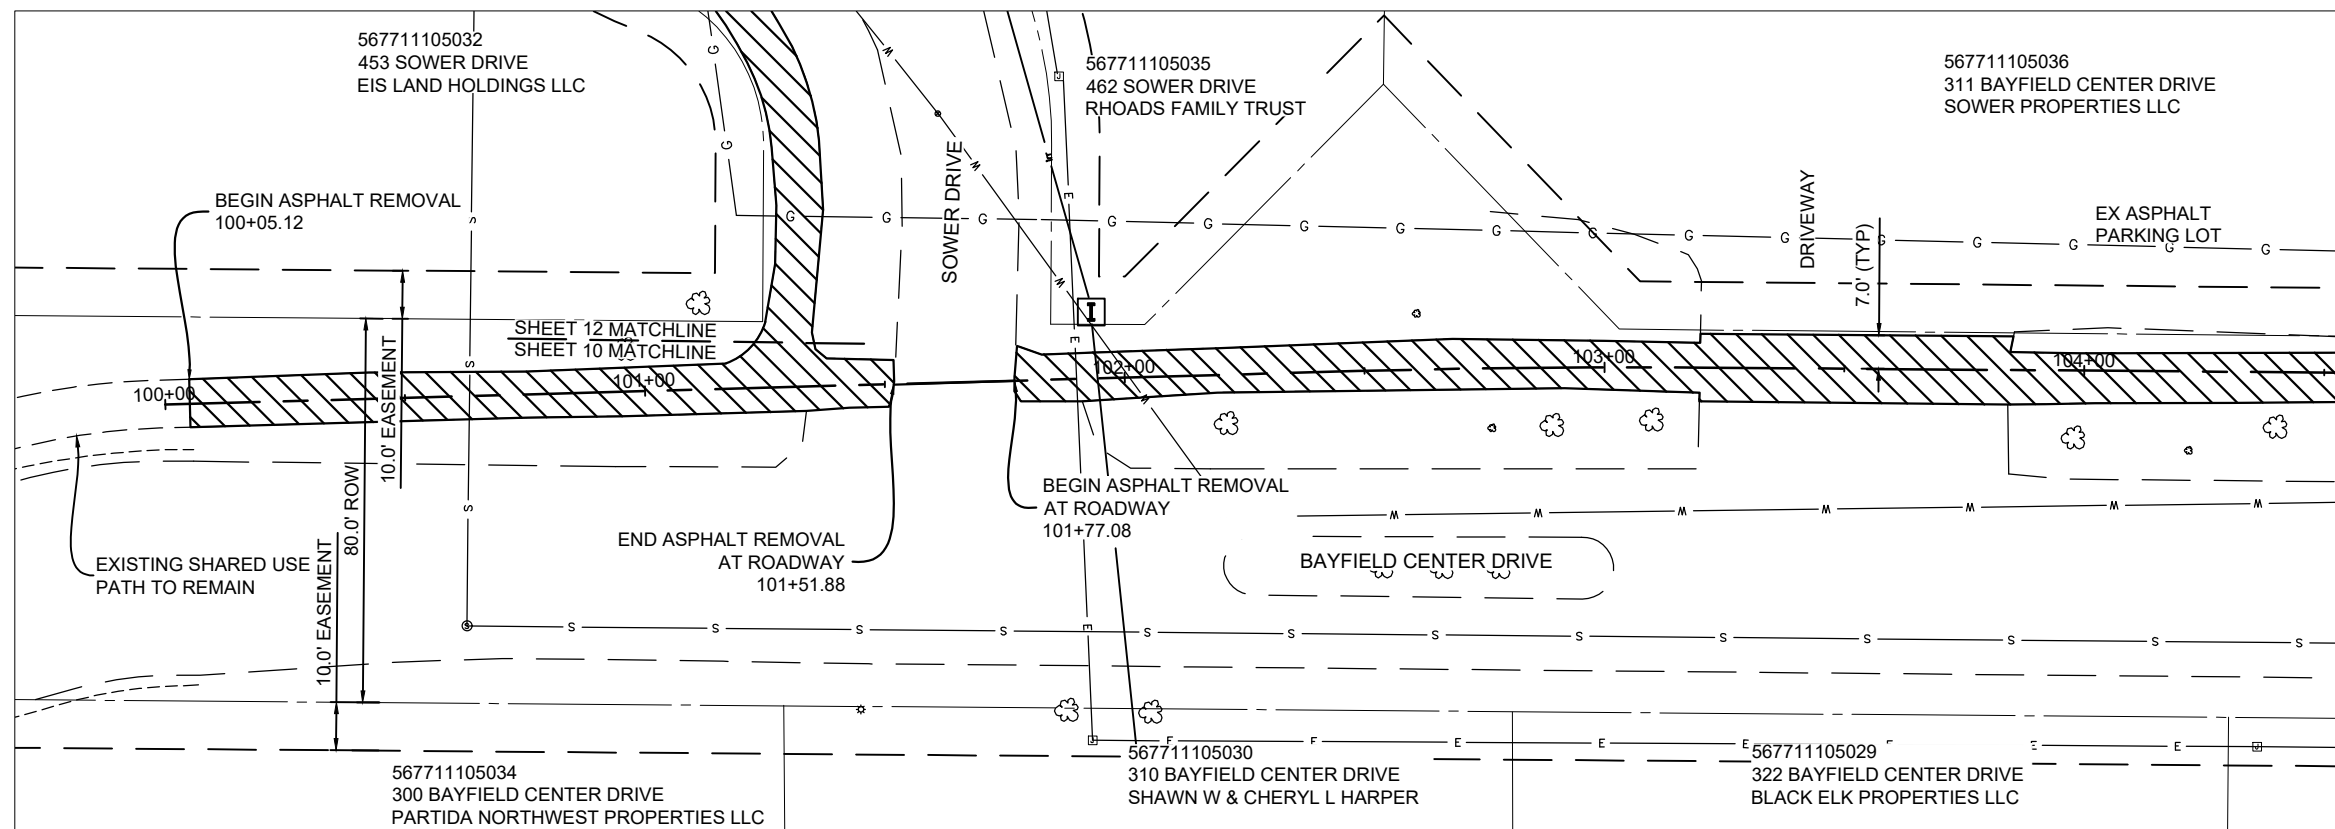 567711105032
453 SOWER DRIVE
EIS LAND HOLDINGS LLC
567711105035
462 SOWER DRIVE
RHOADS FAMILY TRUST
567711105036
311 BAYFIELD CENTER DRIVE
SOWER PROPERTIES LLC
BEGIN ASPHALT REMOVAL
100+05.12
SOWER DRIVE
DRIVEWAY
7.0' (TYP)
EX ASPHALT
PARKING LOT
SHEET 12 MATCHLINE
SHEET 10 MATCHLINE
100+00
101+00
102+00
103+00
104+00
10.0' EASEMENT
80.0' ROW
10.0' EASEMENT
EXISTING SHARED USE
PATH TO REMAIN
END ASPHALT REMOVAL
AT ROADWAY
101+51.88
BEGIN ASPHALT REMOVAL
AT ROADWAY
101+77.08
BAYFIELD CENTER DRIVE
567711105034
300 BAYFIELD CENTER DRIVE
PARTIDA NORTHWEST PROPERTIES LLC
567711105030
310 BAYFIELD CENTER DRIVE
SHAWN W & CHERYL L HARPER
567711105029
322 BAYFIELD CENTER DRIVE
BLACK ELK PROPERTIES LLC